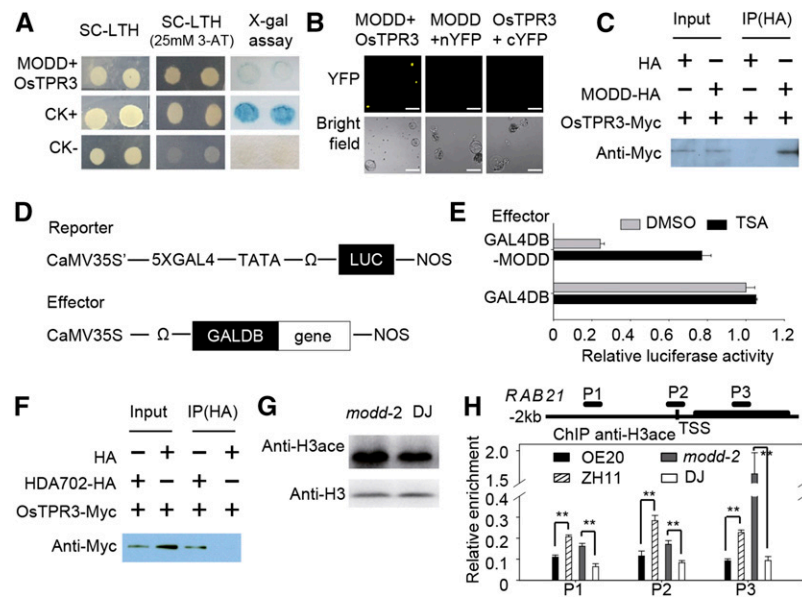 A
SC-LTH
SC-LTH
(25mM 3-AT)
X-gal
assay
MODD+
OsTPR3
CK+
CK-
B
MODD+
OsTPR3
MODD
+nYFP
OsTPR3
+ cYFP
YFP
Bright
field
C
Input
IP(HA)
HA + − + −
MODD-HA − + − +
OsTPR3-Myc + + + +
Anti-Myc
D
Reporter
CaMV35S' — 5XGAL4 — TATA — Ω — LUC — NOS
Effector
CaMV35S — Ω — GALDB gene — NOS
E
Effector
DMSO
TSA
GAL4DB
-MODD
GAL4DB
0 0.2 0.4 0.6 0.8 1.0 1.2
Relative luciferase activity
F
Input
IP(HA)
HA − + − +
HDA702-HA + − + −
OsTPR3-Myc + + + +
Anti-Myc
G
modd-2
DJ
Anti-H3ace
Anti-H3
H
RAB21
P1
P2
P3
-2kb
TSS
ChIP anti-H3ace
OE20
modd-2
ZH11
DJ
**
** ** ** ** **
Relative enrichment
2.0
1.5
0.4
0.3
0.2
0.1
0
P1
P2
P3